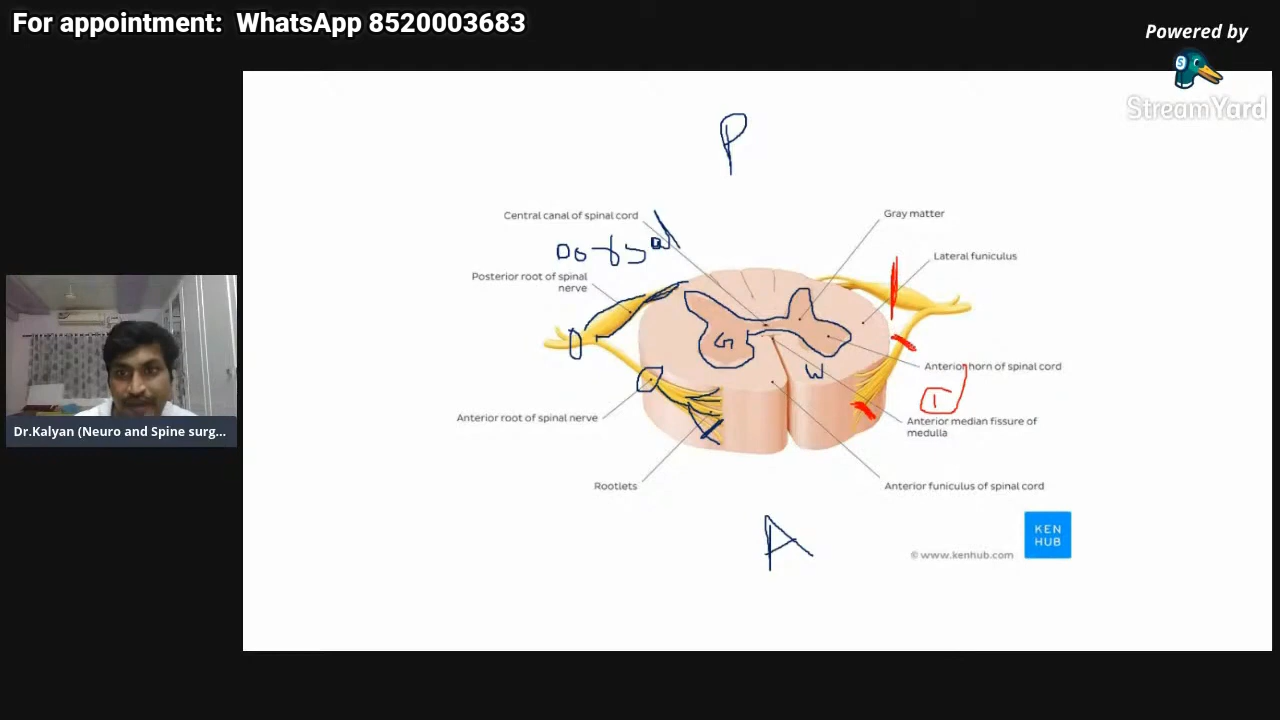 For appointment: WhatsApp 8520003683
Powered by
S
StreamYard
P
Central canal of spinal cord
Gray matter
Dorsal
Lateral funiculus
Posterior root of spinal
nerve
G
Anterior horn of spinal cord
W
Anterior root of spinal nerve
Anterior median fissure of
medulla
Rootlets
Anterior funiculus of spinal cord
A
KEN
HUB
© www.kenhub.com
Dr.Kalyan (Neuro and Spine surg...